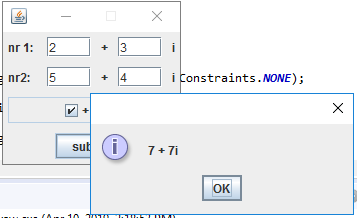 nr 1: 2 + 3 i
nr2: 5 + 4 i
Constraints.NONE);
+
sub
7 + 7i
OK